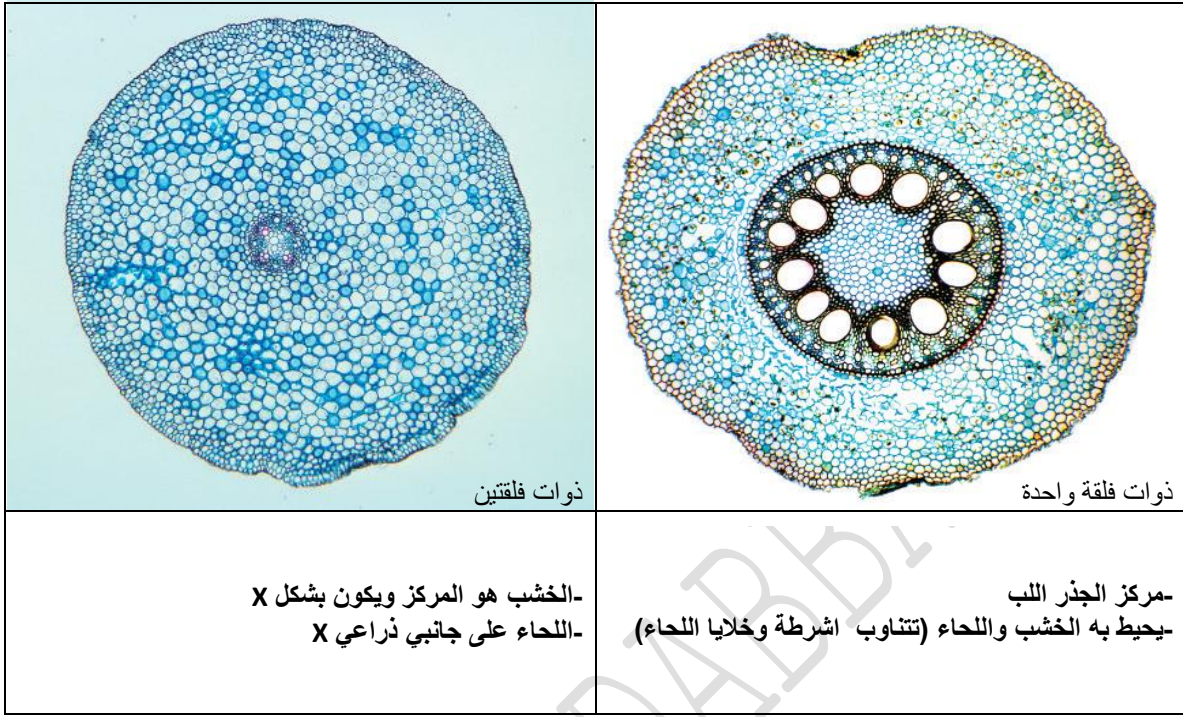 ذوات فلقة واحدة
ذوات فلقتين
-مركز الجذر اللب
-يحيط به الخشب واللحاء (تتناوب اشرطة وخلايا اللحاء)
-الخشب هو المركز ويكون بشكل X
-اللحاء على جانبي ذراعي X